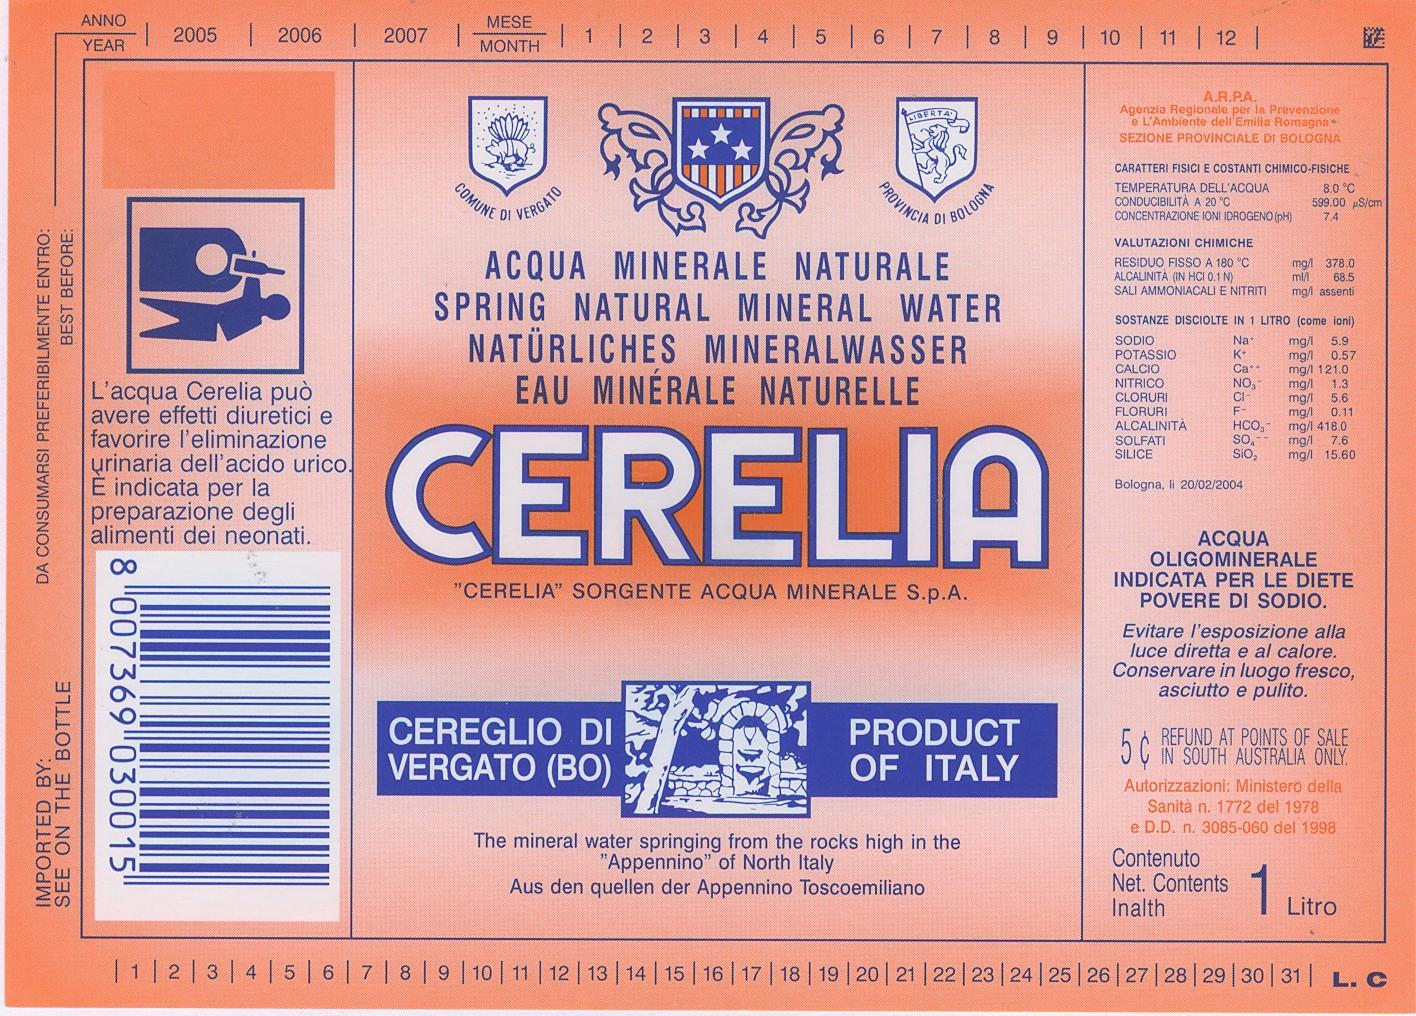 ANNO
YEAR
2005
2006
2007
MESE
MONTH
1 2 3 4 5 6 7 8 9 10 11 12
DA CONSUMARSI PREFERIBILMENTE ENTRO:
BEST BEFORE:
IMPORTED BY:
SEE ON THE BOTTLE
L'acqua Cerelia può
avere effetti diuretici e
favorire l'eliminazione
urinaria dell'acido urico.
È indicata per la
preparazione degli
alimenti dei neonati.
8 007369 030015
COMUNE DI VERGATO
LIBERTA'
PROVINCIA DI BOLOGNA
ACQUA MINERALE NATURALE
SPRING NATURAL MINERAL WATER
NATÜRLICHES MINERALWASSER
EAU MINÉRALE NATURELLE
CERELIA
"CERELIA" SORGENTE ACQUA MINERALE S.p.A.
CEREGLIO DI
VERGATO (BO)
PRODUCT
OF ITALY
The mineral water springing from the rocks high in the
"Appennino" of North Italy
Aus den quellen der Appennino Toscoemiliano
A.R.P.A.
Agenzia Regionale per la Prevenzione
e L'Ambiente dell'Emilia Romagna
SEZIONE PROVINCIALE DI BOLOGNA
CARATTERI FISICI E COSTANTI CHIMICO-FISICHE
TEMPERATURA DELL'ACQUA 8.0 °C
CONDUCIBILITÀ A 20 °C 599.00 µS/cm
CONCENTRAZIONE IONI IDROGENO (pH) 7.4
VALUTAZIONI CHIMICHE
RESIDUO FISSO A 180 °C mg/l 378.0
ALCALINITÀ (IN HCl 0.1 N) ml/l 68.5
SALI AMMONIACALI E NITRITI mg/l assenti
SOSTANZE DISCIOLTE IN 1 LITRO (come ioni)
SODIO Na+ mg/l 5.9
POTASSIO K+ mg/l 0.57
CALCIO Ca++ mg/l 121.0
NITRICO NO3- mg/l 1.3
CLORURI Cl- mg/l 5.6
FLORURI F- mg/l 0.11
ALCALINITÀ HCO3- mg/l 418.0
SOLFATI SO4-- mg/l 7.6
SILICE SiO2 mg/l 15.60
Bologna, li 20/02/2004
ACQUA
OLIGOMINERALE
INDICATA PER LE DIETE
POVERE DI SODIO.
Evitare l'esposizione alla
luce diretta e al calore.
Conservare in luogo fresco,
asciutto e pulito.
5 ¢ REFUND AT POINTS OF SALE
IN SOUTH AUSTRALIA ONLY.
Autorizzazioni: Ministero della
Sanità n. 1772 del 1978
e D.D. n. 3085-060 del 1998
Contenuto
Net. Contents
Inalth
1 Litro
1 2 3 4 5 6 7 8 9 10 11 12 13 14 15 16 17 18 19 20 21 22 23 24 25 26 27 28 29 30 31 L. C